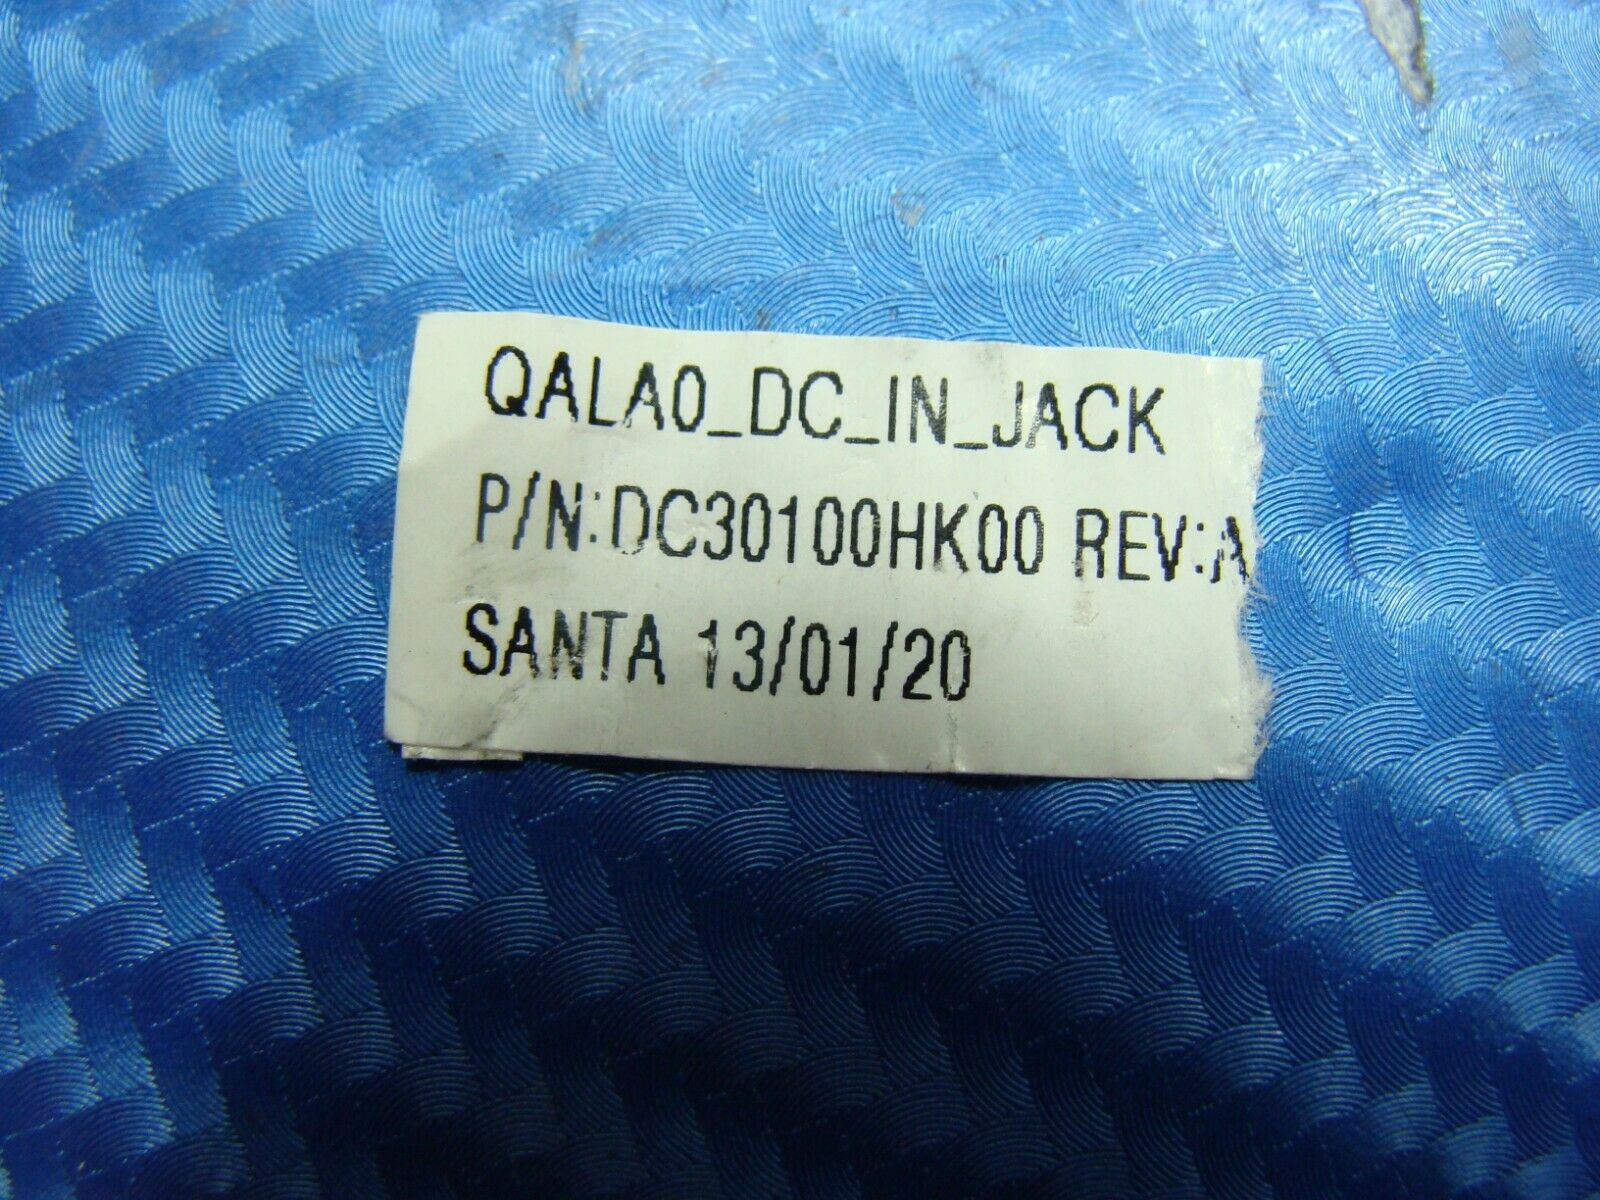 QALA0_DC_IN_JACK
P/N:DC30100HK00 REV:A
SANTA 13/01/20